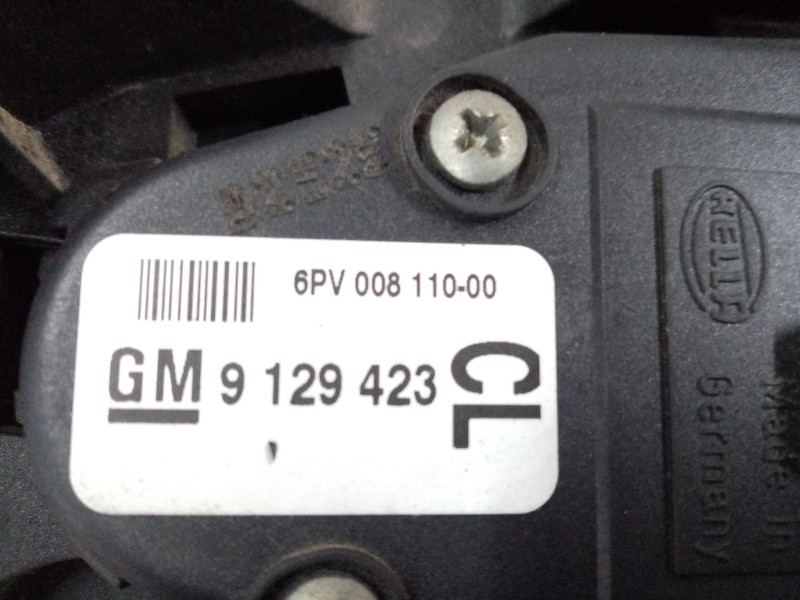 6PV 008 110-00
GM 9 129 423 CL
HELLA
Made in
Germany